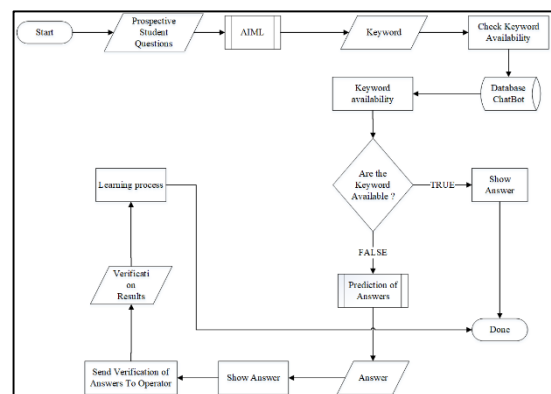 Start
Prospective
Student
Questions
AIML
Keyword
Check Keyword
Availability
Keyword
availability
Database
ChatBot
Are the
Keyword
Available ?
TRUE
Show
Answer
Learning process
FALSE
Verificati
on
Results
Prediction of
Answers
Done
Send Verification of
Answers To Operator
Show Answer
Answer